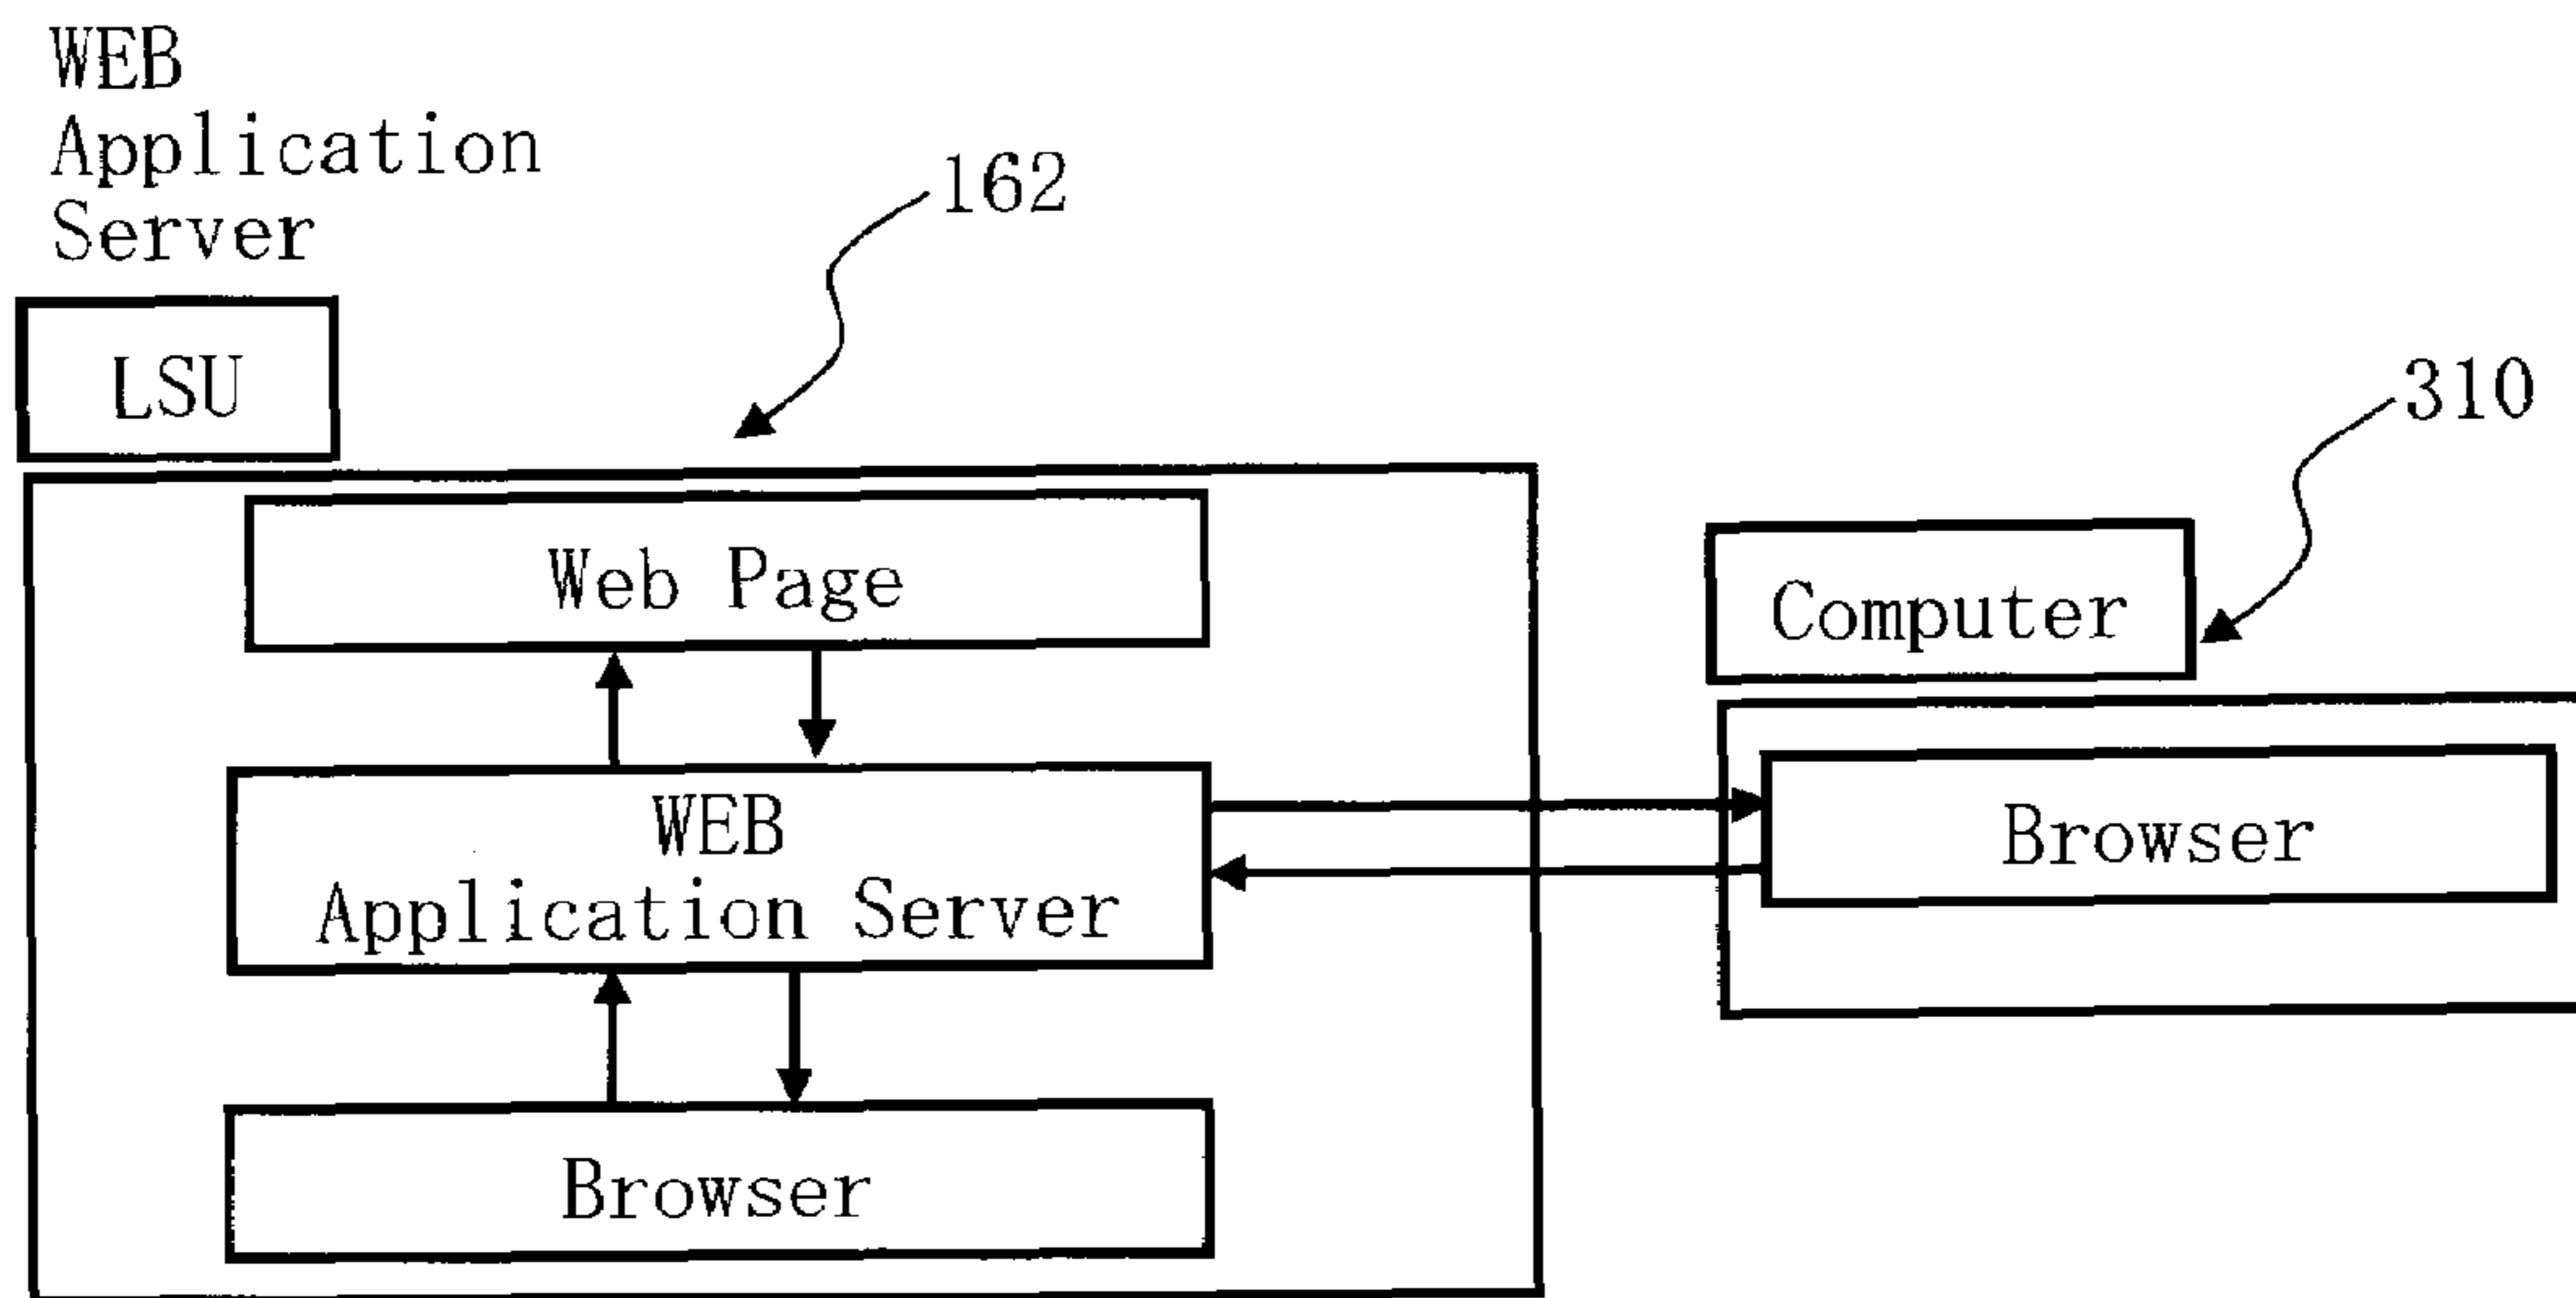 WEB
Application
Server
162
LSU
310
Web Page
Computer
WEB
Application Server
Browser
Browser